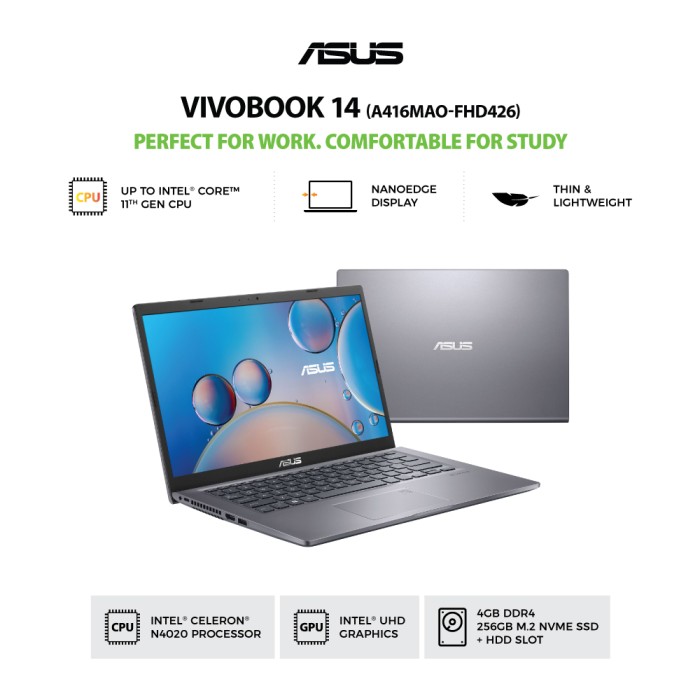 ASUS
VIVOBOOK 14 (A416MAO-FHD426)
PERFECT FOR WORK. COMFORTABLE FOR STUDY
CPU
UP TO INTEL® CORE™
11TH GEN CPU
NANOEDGE
DISPLAY
THIN &
LIGHTWEIGHT
ASUS
ASUS
ASUS
CPU
INTEL® CELERON®
N4020 PROCESSOR
GPU
INTEL® UHD
GRAPHICS
4GB DDR4
256GB M.2 NVME SSD
+ HDD SLOT